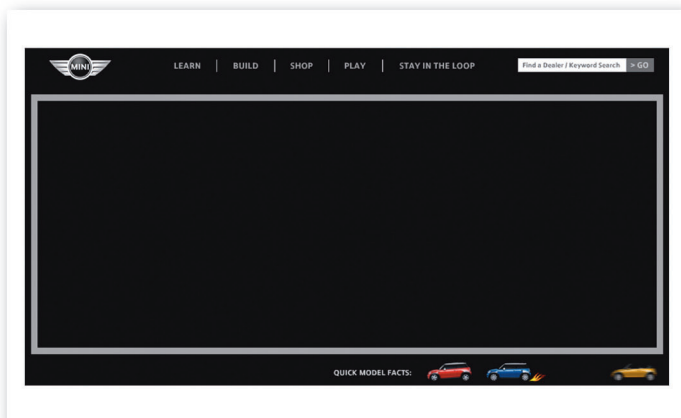 MINI
LEARN
BUILD
SHOP
PLAY
STAY IN THE LOOP
Find a Dealer / Keyword Search
> GO
QUICK MODEL FACTS: